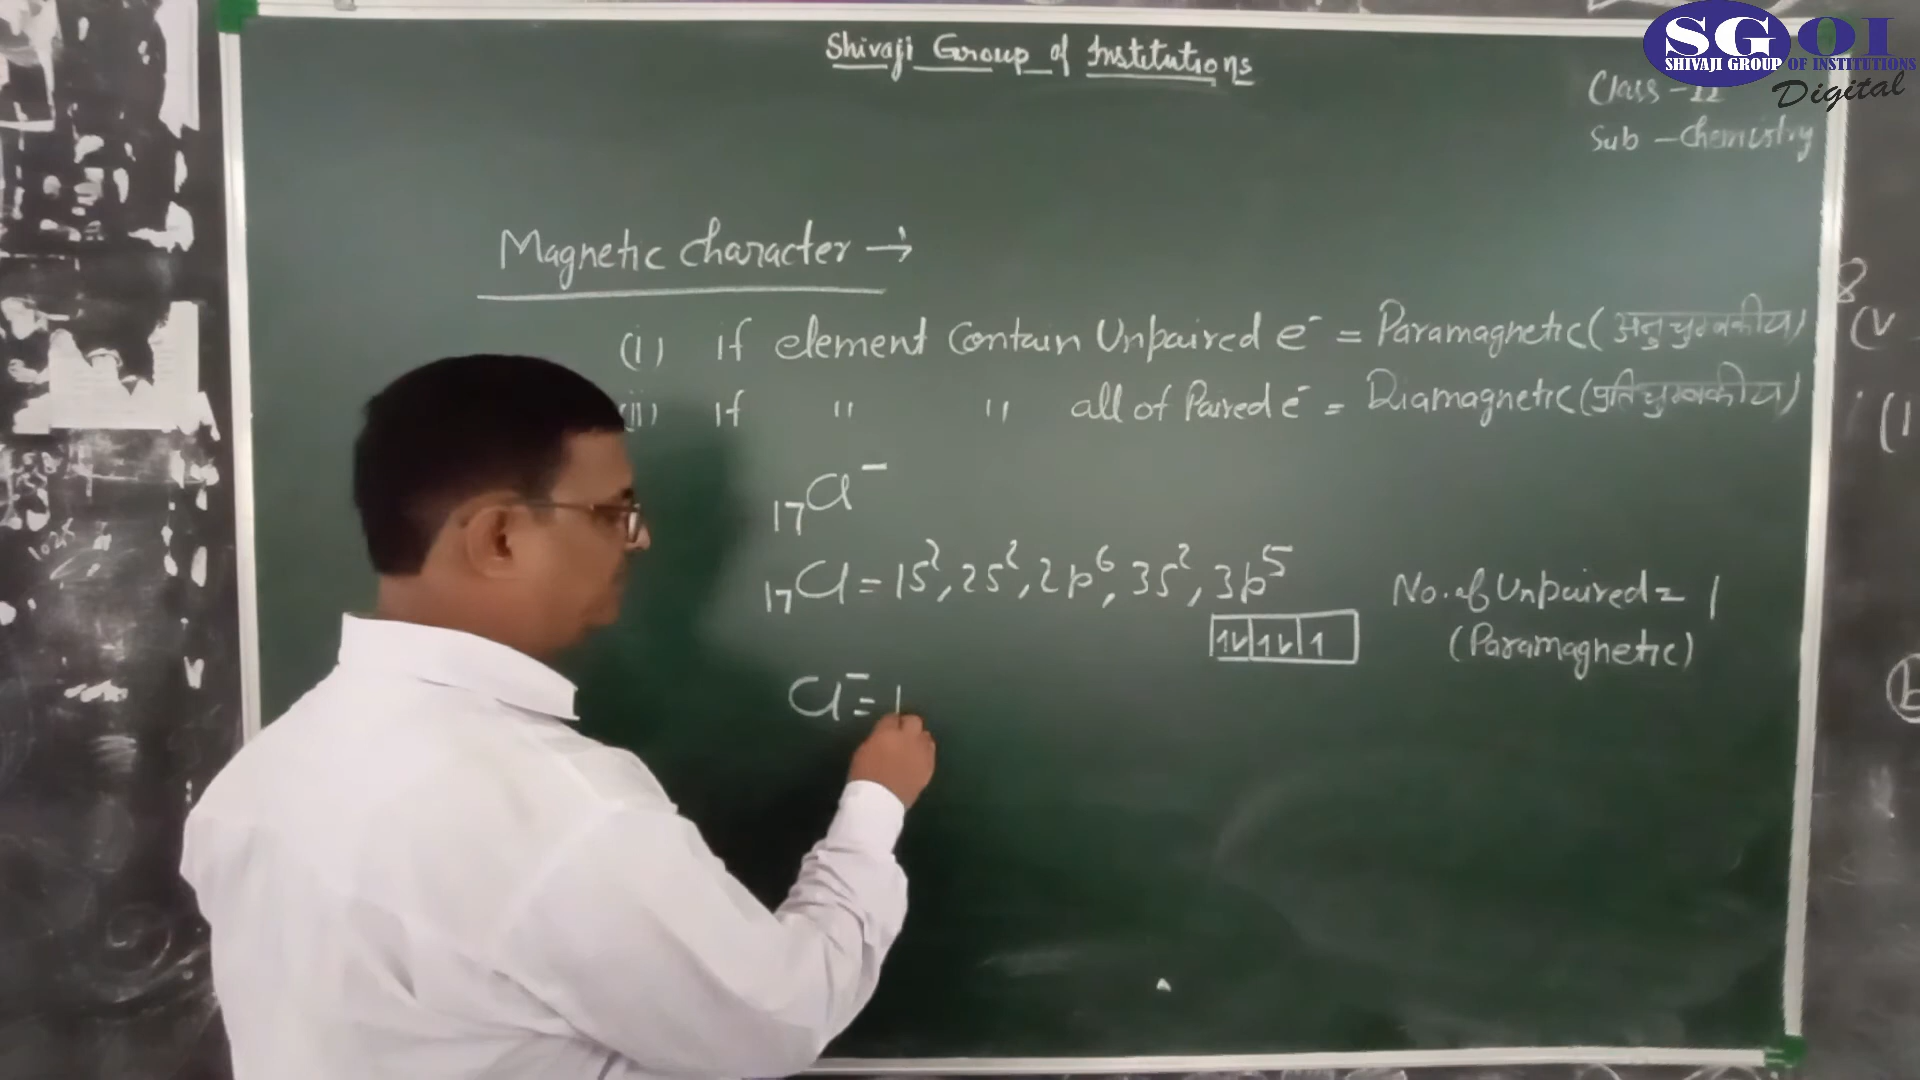 Shivaji Group of Institutions
SGOI
SHIVAJI GROUP OF INSTITUTIONS
Digital
Class - 11
Sub - Chemistry
Magnetic Character →
(i) if element Contain Unpaired e⁻ = Paramagnetic (अनुचुम्बकीय)
(ii) if " " all of Paired e⁻ = Diamagnetic (प्रतिचुम्बकीय)
₁₇Cl⁻
₁₇Cl = 1s², 2s², 2p⁶, 3s², 3p⁵
No. of Unpaired = 1
1⇂ 1⇂ 1
(Paramagnetic)
Cl⁻ = 1